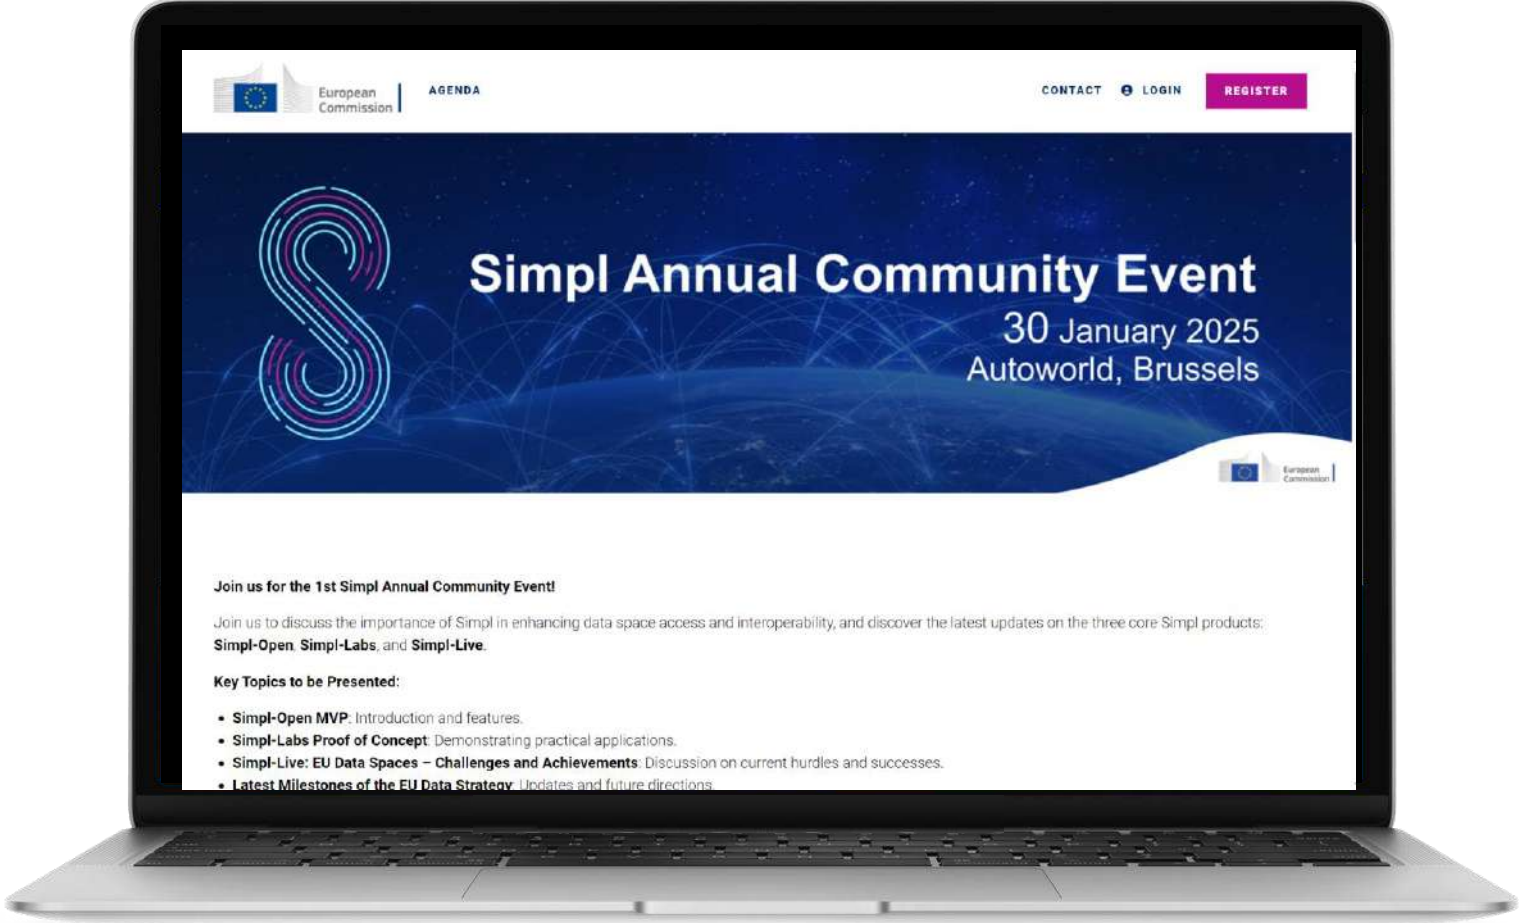 European
Commission
AGENDA
CONTACT
LOGIN
REGISTER
Simpl Annual Community Event
30 January 2025
Autoworld, Brussels
European
Commission
Join us for the 1st Simpl Annual Community Event!
Join us to discuss the importance of Simpl in enhancing data space access and interoperability, and discover the latest updates on the three core Simpl products:
Simpl-Open, Simpl-Labs, and Simpl-Live.
Key Topics to be Presented:
• Simpl-Open MVP: Introduction and features.
• Simpl-Labs Proof of Concept: Demonstrating practical applications.
• Simpl-Live: EU Data Spaces – Challenges and Achievements: Discussion on current hurdles and successes.
• Latest Milestones of the EU Data Strategy: Updates and future directions.